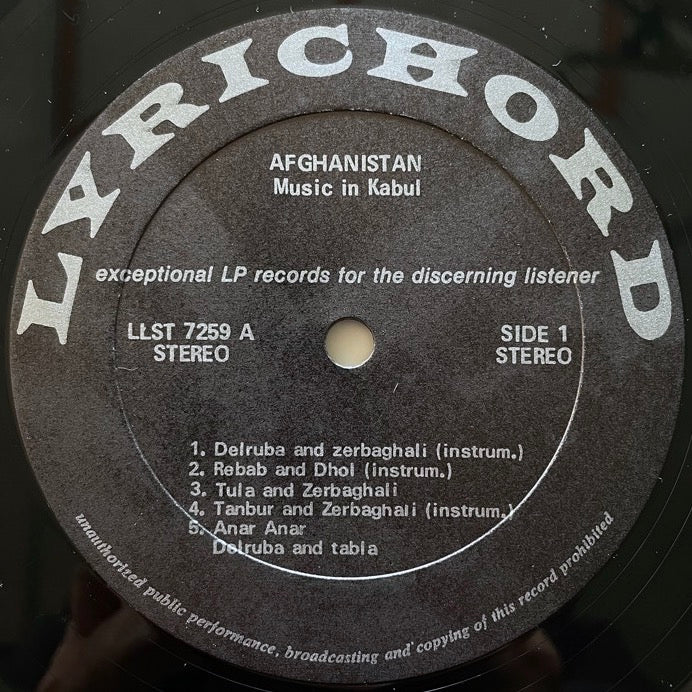 LYRICHORD
AFGHANISTAN
Music in Kabul
exceptional LP records for the discerning listener
LLST 7259 A
STEREO
SIDE 1
STEREO
1. Delruba and zerbaghali (instrum.)
2. Rebab and Dhol (instrum.)
3. Tula and Zerbaghali
4. Tanbur and Zerbaghali (instrum.)
5. Anar Anar
Delruba and tabla
unauthorized public performance, broadcasting and copying of this record prohibited